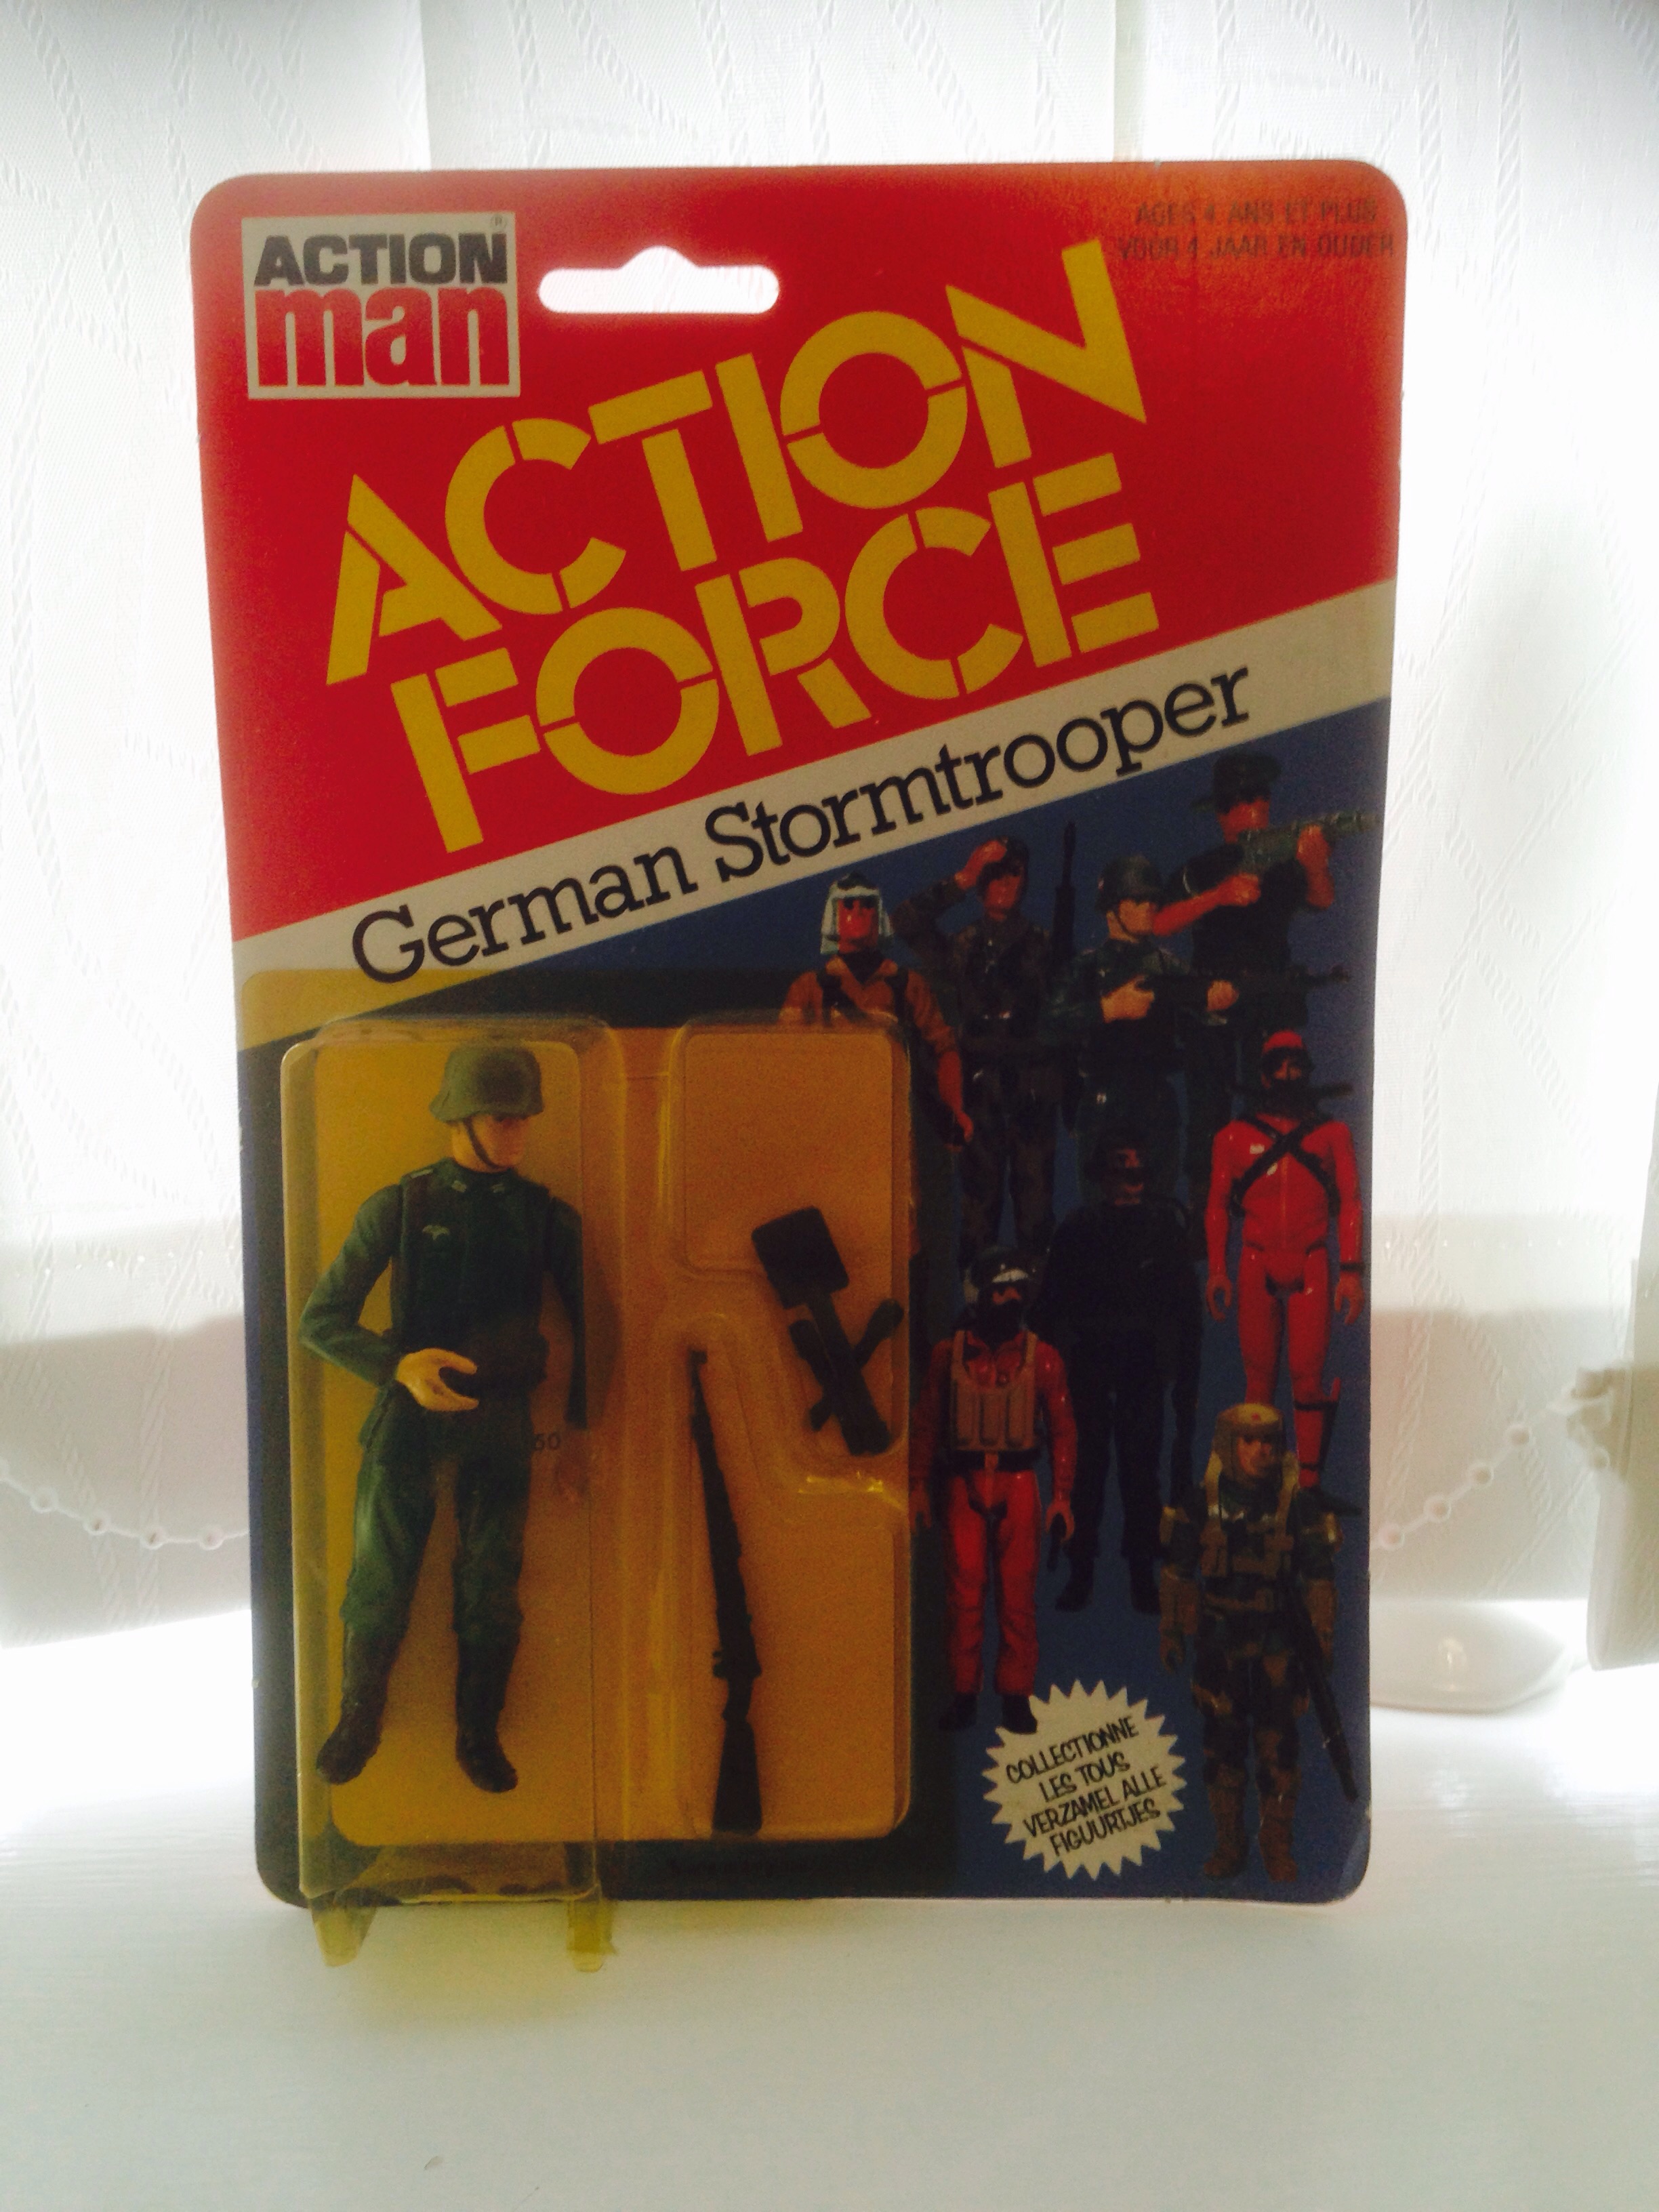 ACTION
man
®
AGES 4 ANS ET PLUS
VOOR 4 JAAR EN OUDER
ACTION
FORCE
German Stormtrooper
50
COLLECTIONNE
LES TOUS
VERZAMEL ALLE
FIGUURTJES